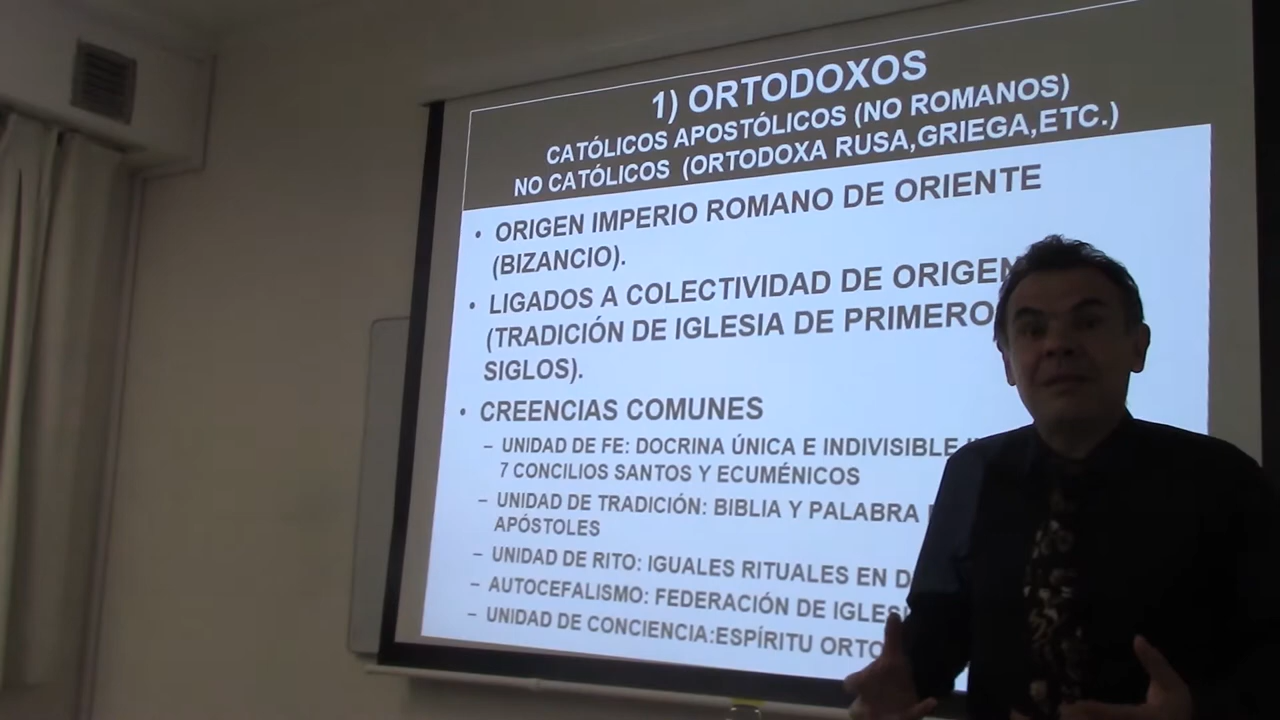 1) ORTODOXOS
CATÓLICOS APOSTÓLICOS (NO ROMANOS)
NO CATÓLICOS (ORTODOXA RUSA,GRIEGA,ETC.)
• ORIGEN IMPERIO ROMANO DE ORIENTE
(BIZANCIO).
• LIGADOS A COLECTIVIDAD DE ORIGEN
(TRADICIÓN DE IGLESIA DE PRIMERO
SIGLOS).
• CREENCIAS COMUNES
– UNIDAD DE FE: DOCRINA ÚNICA E INDIVISIBLE
7 CONCILIOS SANTOS Y ECUMÉNICOS
– UNIDAD DE TRADICIÓN: BIBLIA Y PALABRA
APÓSTOLES
– UNIDAD DE RITO: IGUALES RITUALES EN
– AUTOCEFALISMO: FEDERACIÓN DE
– UNIDAD DE CONCIENCIA:ESPÍRITU